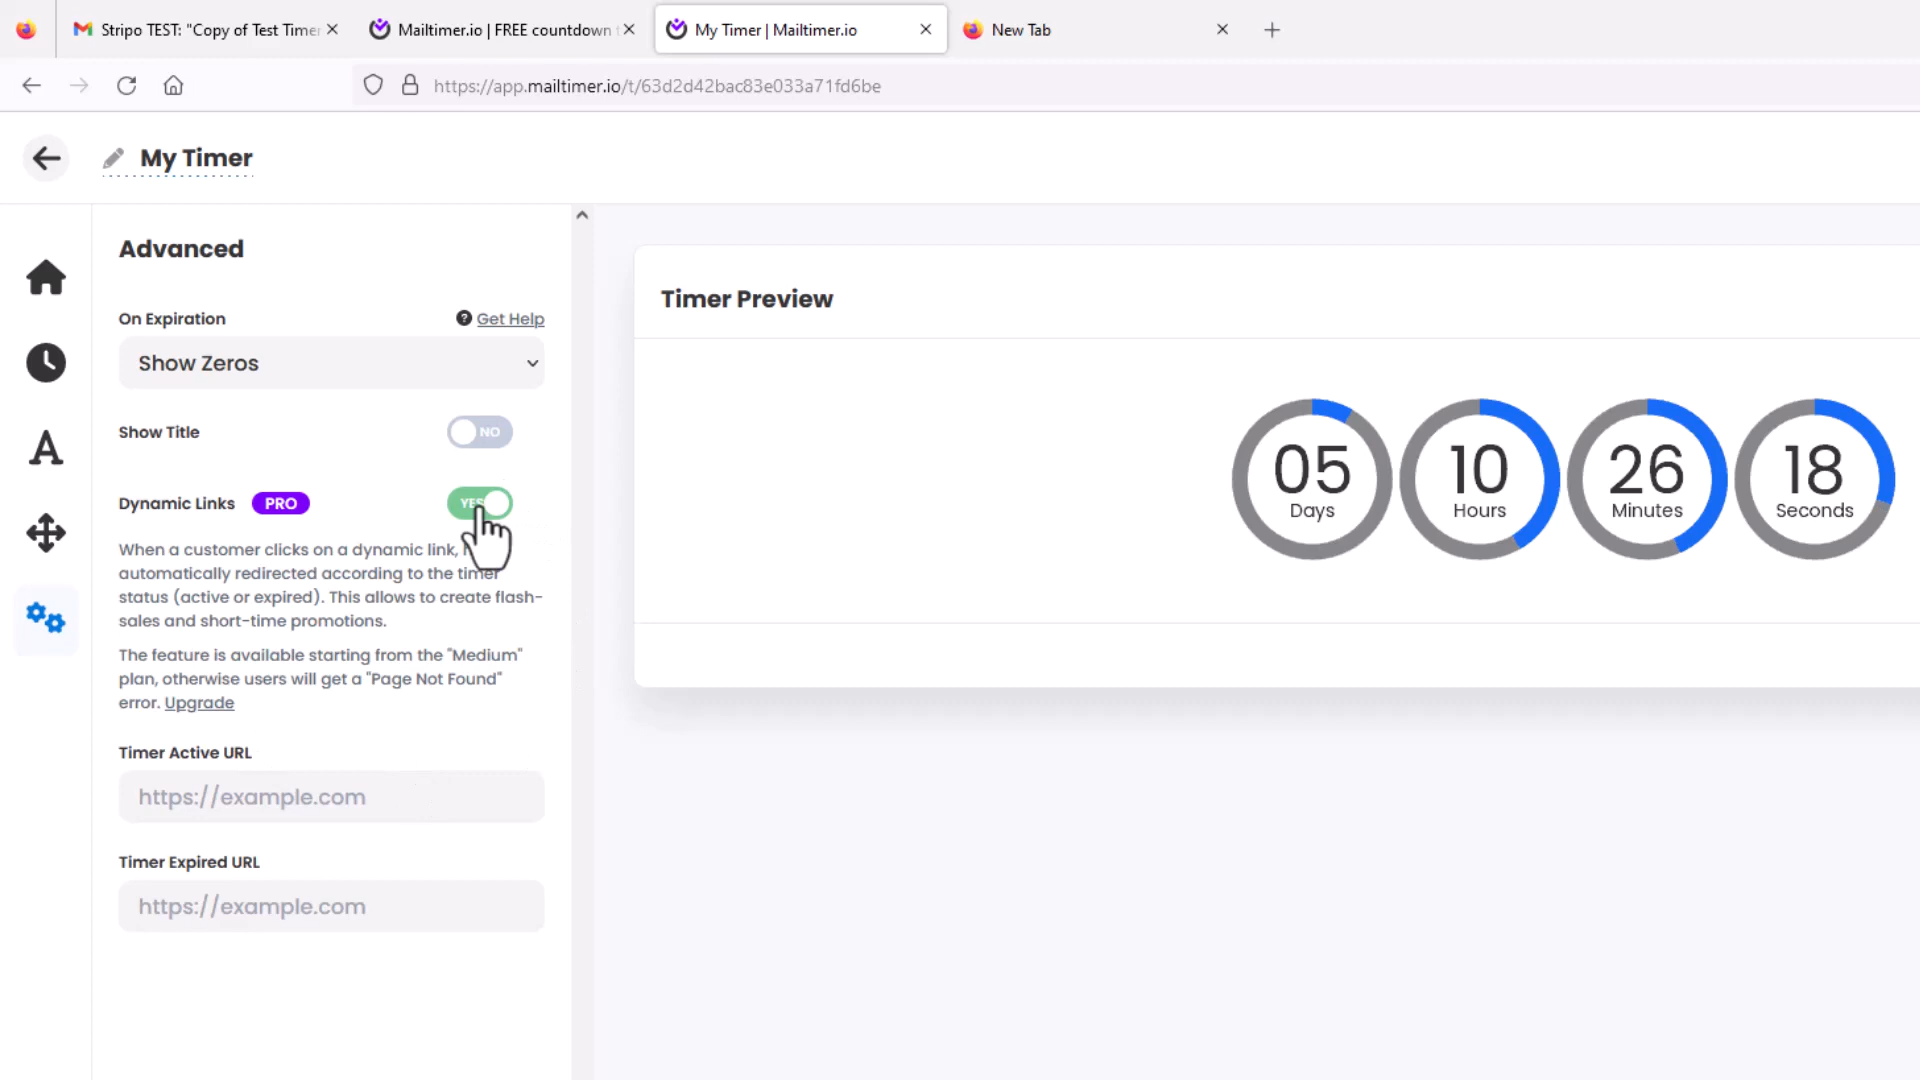 Stripo TEST: "Copy of Test Timer
Mailtimer.io | FREE countdown
My Timer | Mailtimer.io
New Tab
https://app.mailtimer.io/t/63d2d42bac83e033a71fd6be
My Timer
Advanced
On Expiration
? Get Help
Show Zeros
Show Title
NO
Dynamic Links
PRO
YES
When a customer clicks on a dynamic link,
automatically redirected according to the timer
status (active or expired). This allows to create flash-
sales and short-time promotions.
The feature is available starting from the "Medium"
plan, otherwise users will get a "Page Not Found"
error. Upgrade
Timer Active URL
https://example.com
Timer Expired URL
https://example.com
Timer Preview
05 10 26 18
Days Hours Minutes Seconds